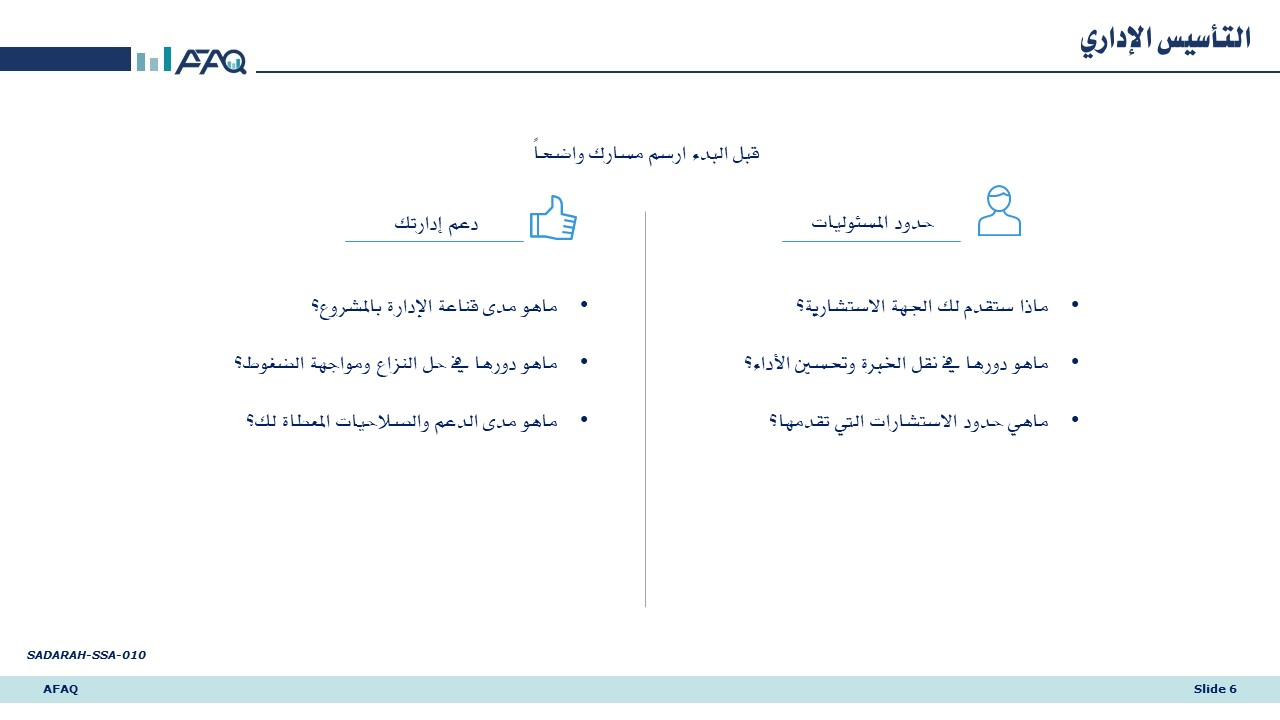 التأسيس الإداري
AFAQ
قبل البدء ارسم مسارك واضحاً
حدود المسئوليات
ماذا ستقدم لك الجهة الاستشارية؟
ماهو دورها في نقل الخبرة وتحسين الأداء؟
ماهي حدود الاستشارات التي تقدمها؟
دعم إدارتك
ماهو مدى قناعة الإدارة بالمشروع؟
ماهو دورها في حل النزاع ومواجهة الضغوط؟
ماهو مدى الدعم والصلاحيات المعطاة لك؟
SADARAH-SSA-010
AFAQ
Slide 6